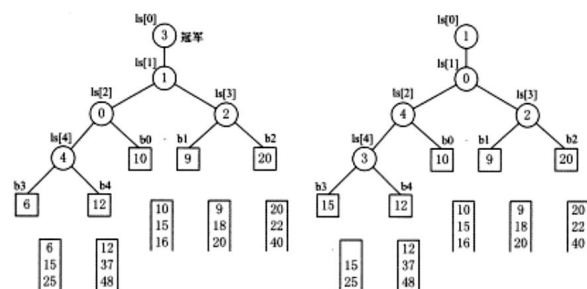 ls[0] ls[0]
3 冠军 1
ls[1] ls[1]
1 0
ls[2] ls[3] ls[2] ls[3]
0 2 4 2
ls[4] b0 b1 b2 ls[4] b0 b1 b2
4 10 9 20 3 10 9 20
b3 b4 b3 b4
6 12 15 12
10 9 20 10 9 20
15 18 22 15 18 22
16 20 40 16 20 40
6 12 12
15 37 15 37
25 48 25 48